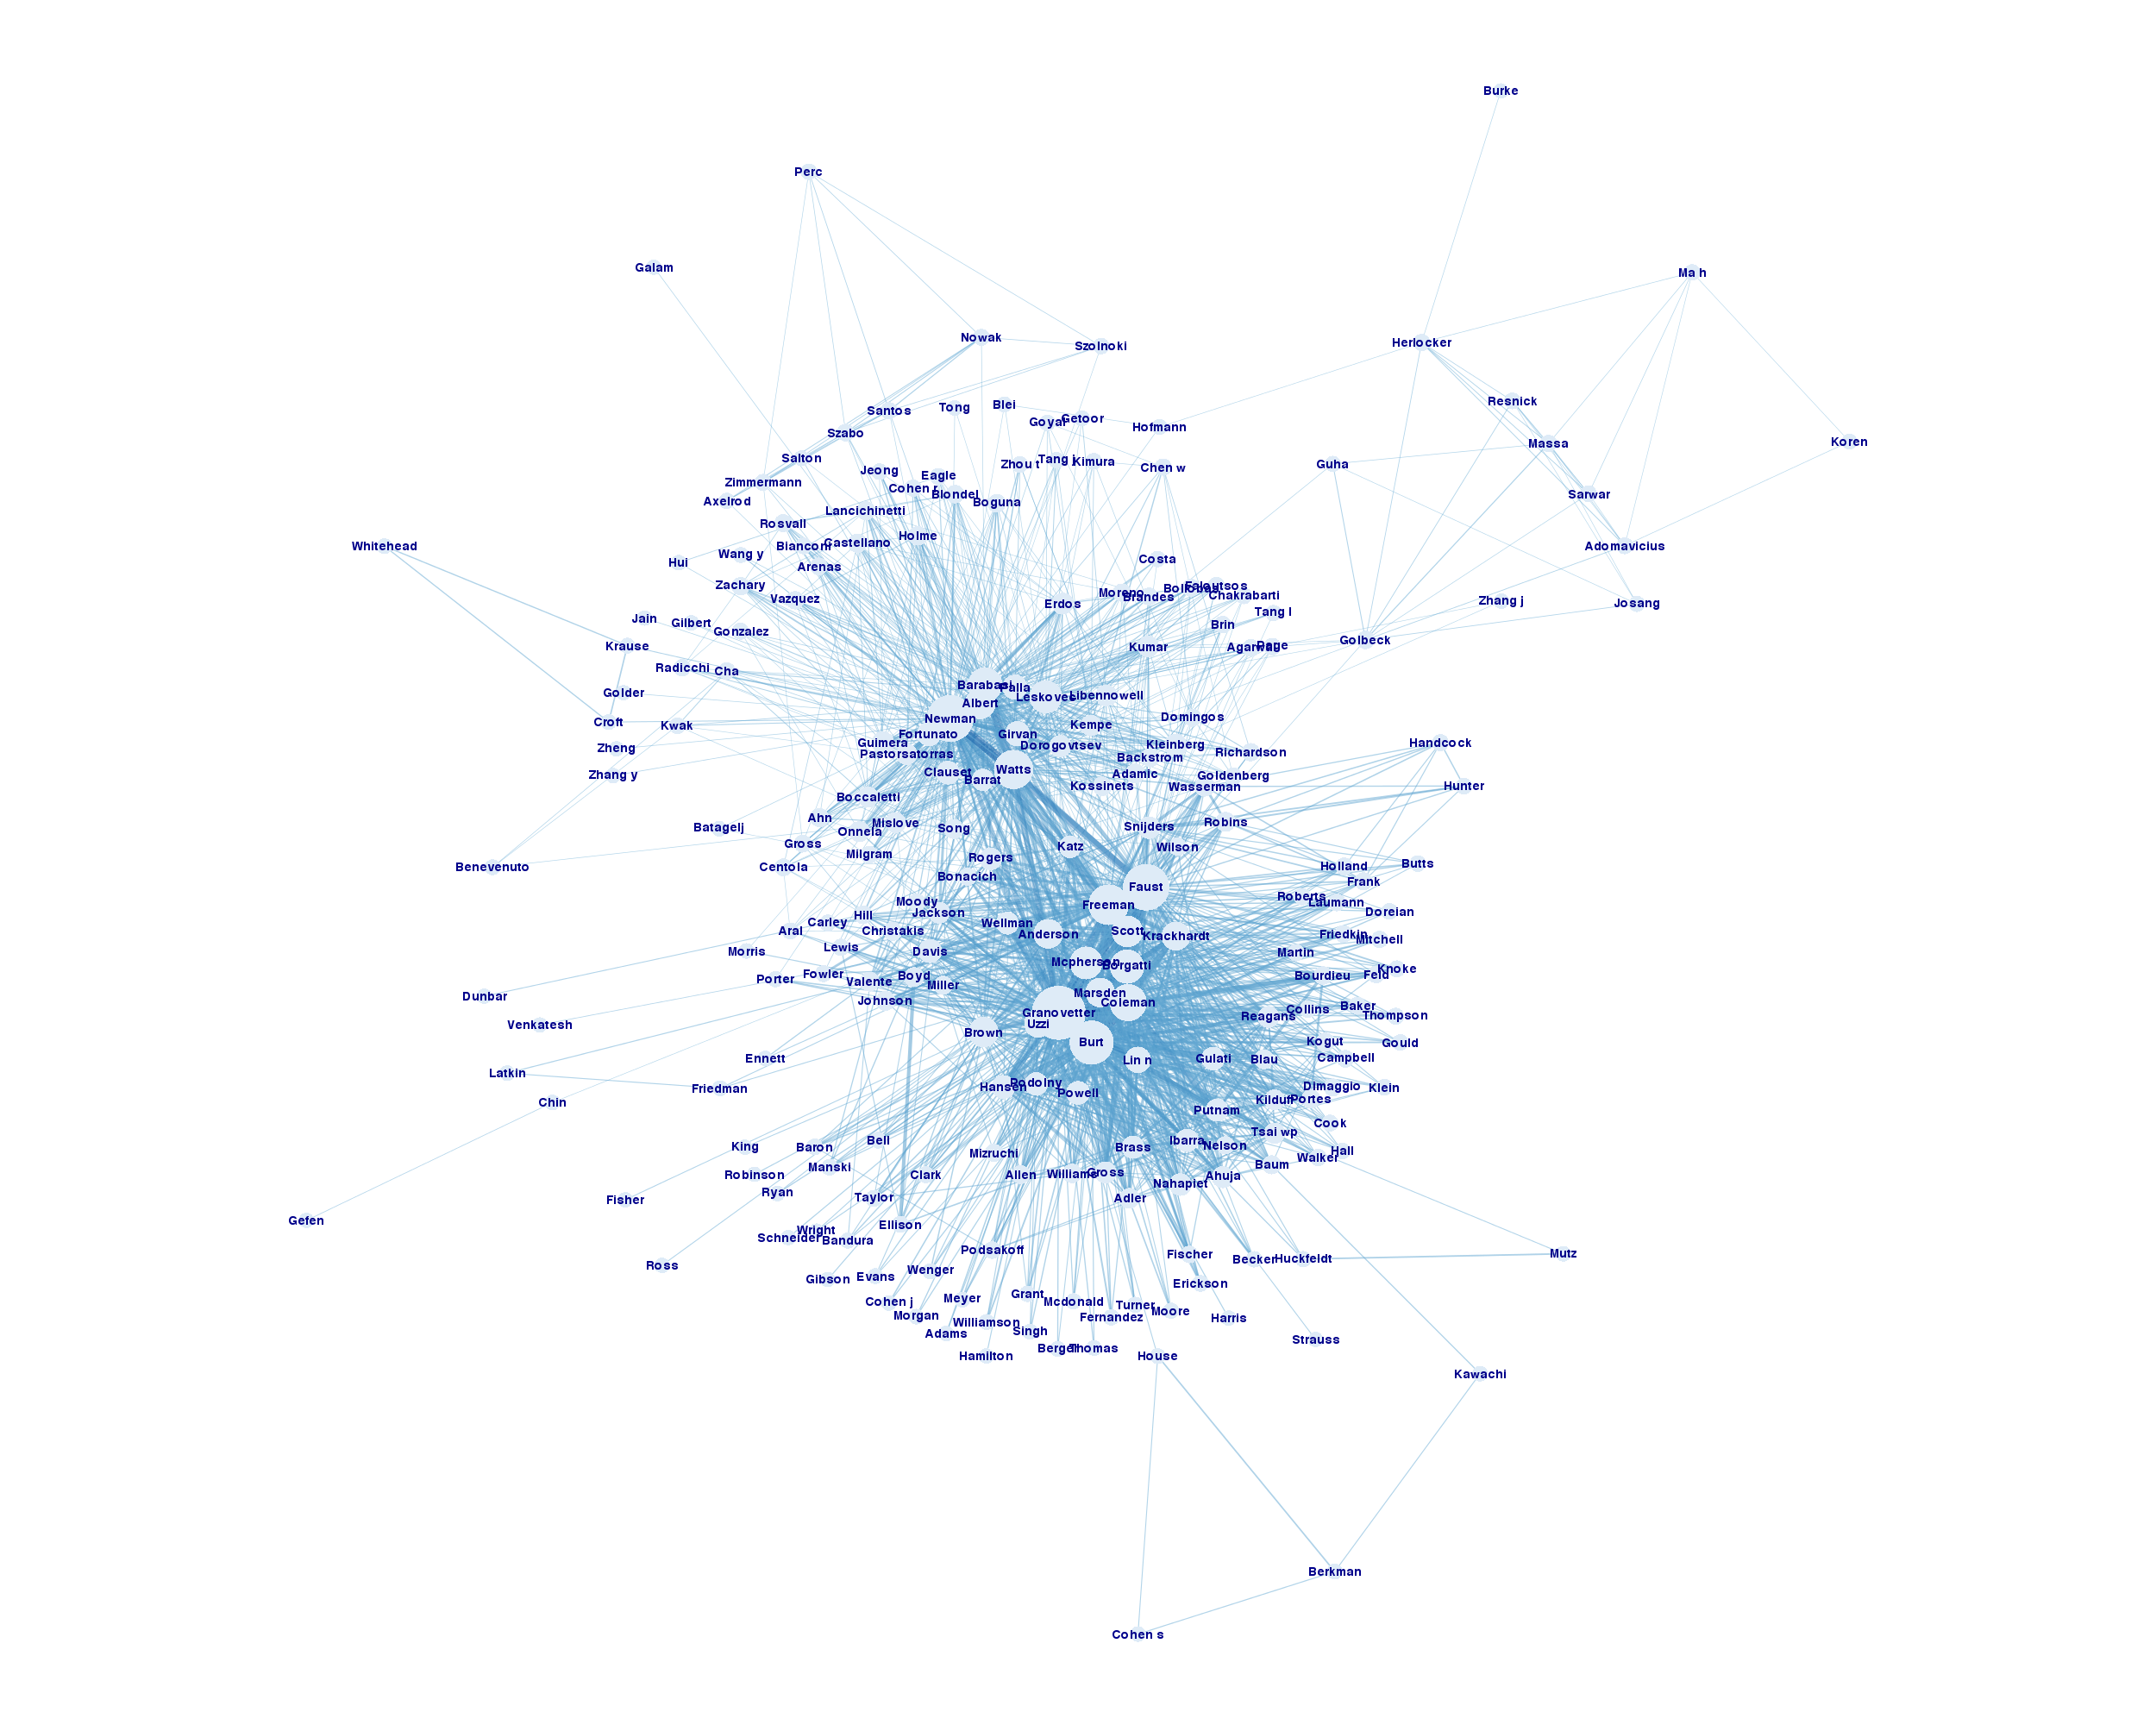 Burke
Perc
Galam
Ma h
Nowak
Szolnoki
Herlocker
Resnick
Santos
Tong
Blei
Goyal
Getoor
Hofmann
Szabo
Massa
Koren
Salton
Jeong
Eagle
Zhou t
Tang j
Kimura
Chen w
Guha
Zimmermann
Cohen r
Blondel
Sarwar
Axelrod
Boguna
Lancichinetti
Rosvall
Holme
Castellano
Bianconi
Whitehead
Adomavicius
Wang y
Hui
Arenas
Costa
Zachary
Moreno
Brandes
Bollobas
Faloutsos
Chakrabarti
Vazquez
Erdos
Zhang j
Josang
Tang l
Jain
Gilbert
Gonzalez
Brin
Golbeck
Krause
Kumar
Agarwal
Page
Radicchi
Cha
Barabasi
Palla
Golder
Albert
Leskovec
Libennowell
Newman
Domingos
Croft
Kwak
Kempe
Fortunato
Girvan
Guimera
Dorogovtsev
Kleinberg
Handcock
Zheng
Pastorsatorras
Backstrom
Richardson
Zhang y
Clauset
Watts
Barrat
Adamic
Goldenberg
Kossinets
Wasserman
Hunter
Boccaletti
Ahn
Mislove
Batagelj
Onnela
Song
Snijders
Robins
Gross
Milgram
Katz
Wilson
Rogers
Benevenuto
Centola
Bonacich
Holland
Butts
Faust
Frank
Moody
Jackson
Freeman
Roberts
Laumann
Doreian
Hill
Carley
Aral
Christakis
Wellman
Anderson
Scott
Krackhardt
Friedkin
Mitchell
Morris
Lewis
Davis
Martin
Mcpherson
Borgatti
Porter
Fowler
Valente
Boyd
Miller
Bourdieu
Feld
Knoke
Dunbar
Johnson
Marsden
Coleman
Venkatesh
Granovetter
Uzzi
Reagans
Collins
Baker
Thompson
Brown
Burt
Kogut
Gould
Ennett
Lin n
Gulati
Blau
Campbell
Latkin
Friedman
Hansen
Podolny
Powell
Dimaggio
Klein
Chin
Kilduff
Portes
Putnam
Cook
King
Baron
Bell
Mizruchi
Brass
Ibarra
Nelson
Tsai wp
Hall
Walker
Robinson
Manski
Clark
Allen
Williams
Cross
Ahuja
Baum
Ryan
Taylor
Nahapiet
Adler
Fisher
Gefen
Ellison
Wright
Schneider
Bandura
Podsakoff
Fischer
Becker
Huckfeldt
Mutz
Ross
Gibson
Evans
Wenger
Erickson
Cohen j
Meyer
Grant
Mcdonald
Turner
Moore
Morgan
Williamson
Fernandez
Harris
Adams
Singh
Strauss
Hamilton
Berger
Thomas
House
Kawachi
Berkman
Cohen s